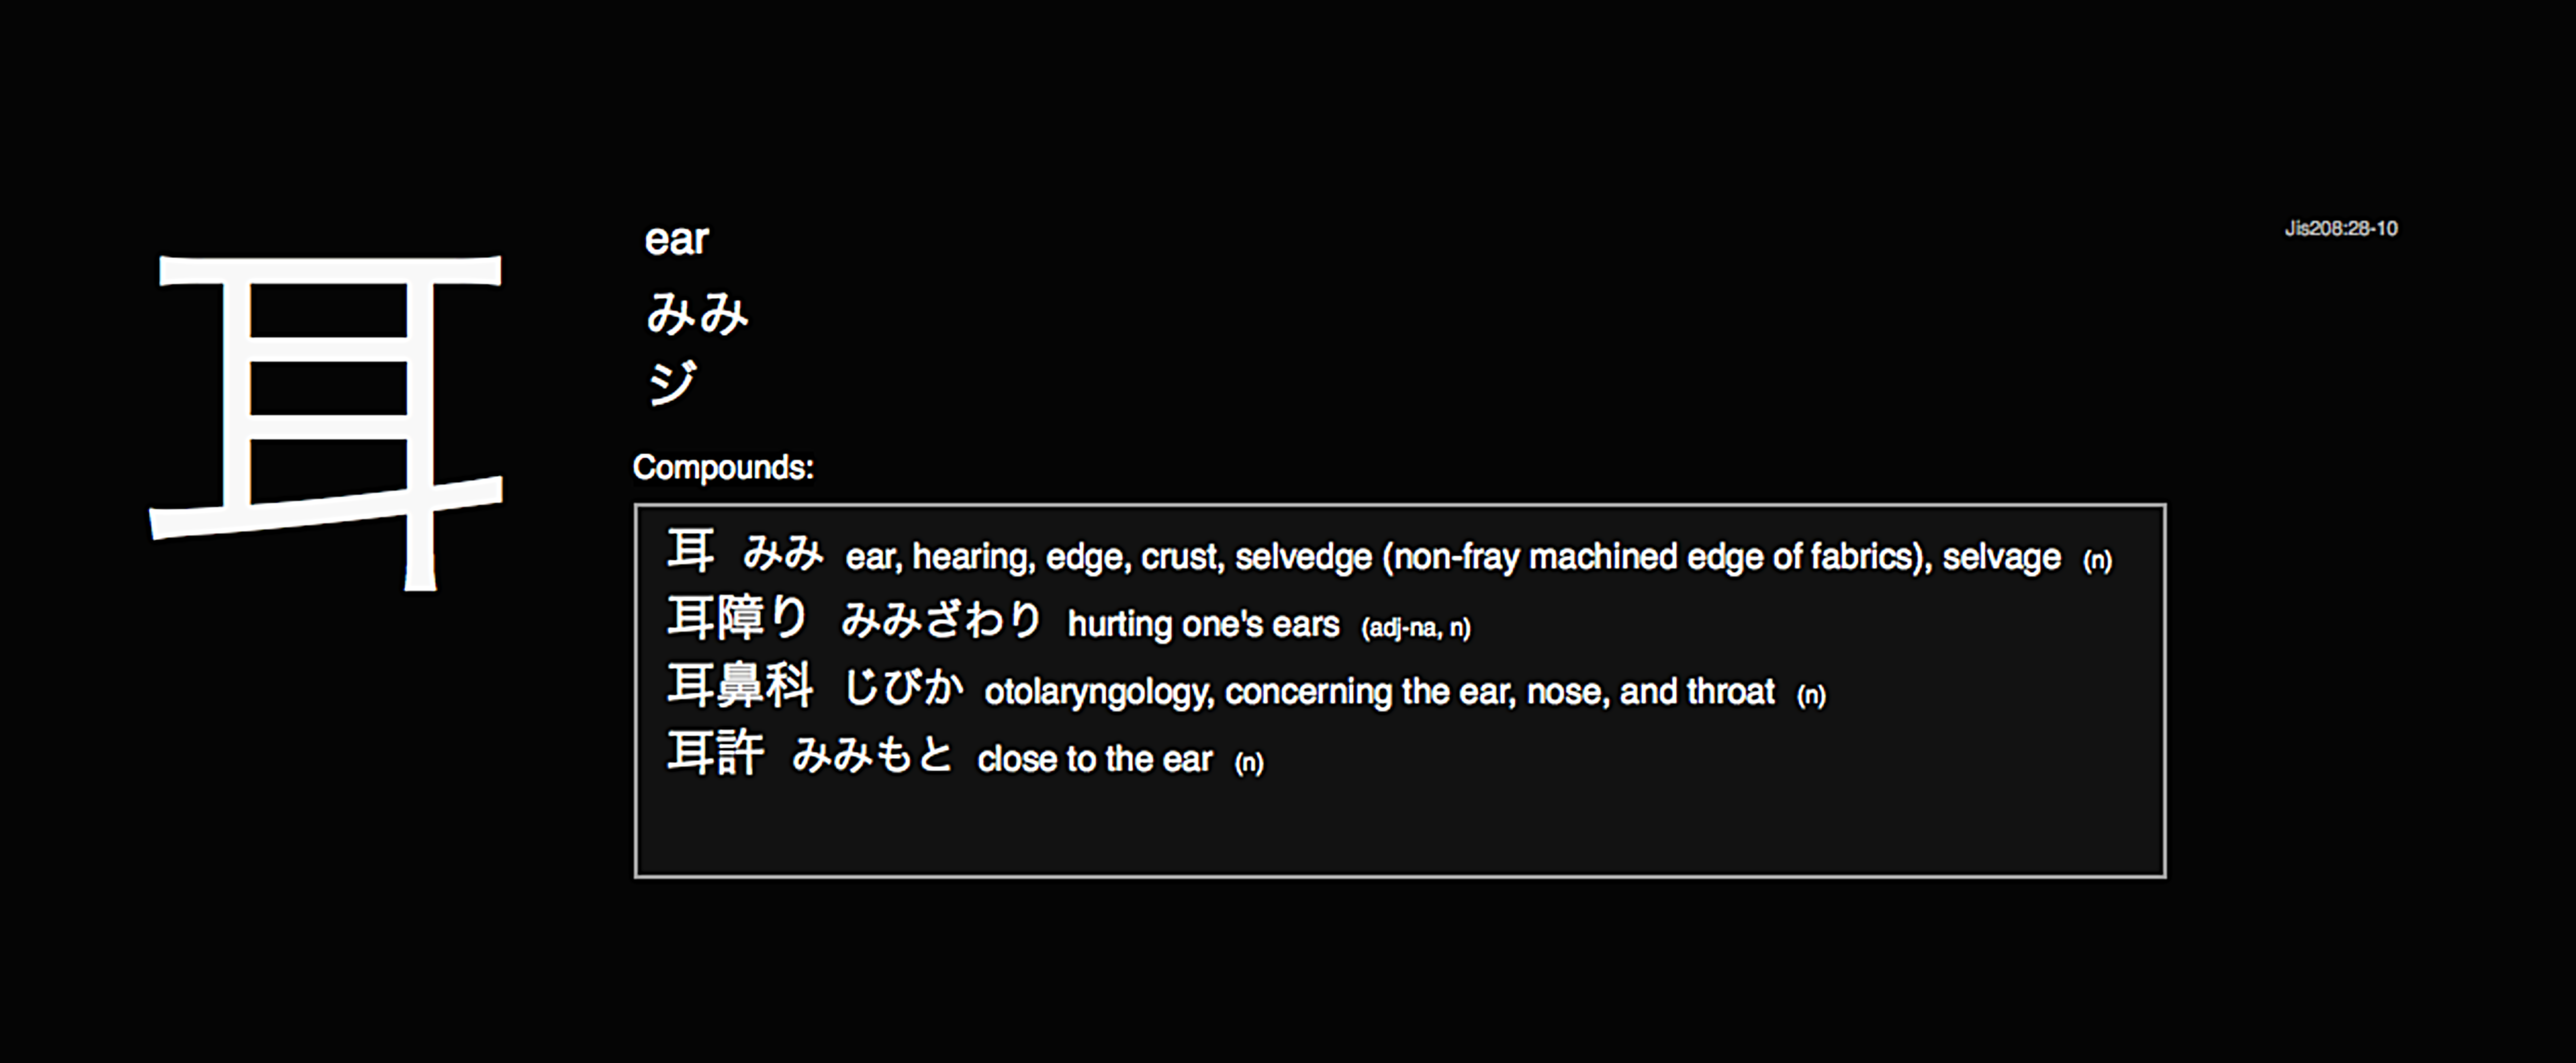 耳
ear
みみ
ジ
Jis208:28-10
Compounds:
耳 みみ ear, hearing, edge, crust, selvedge (non-fray machined edge of fabrics), selvage (n)
耳障り みみざわり hurting one's ears (adj-na, n)
耳鼻科 じびか otolaryngology, concerning the ear, nose, and throat (n)
耳許 みみもと close to the ear (n)